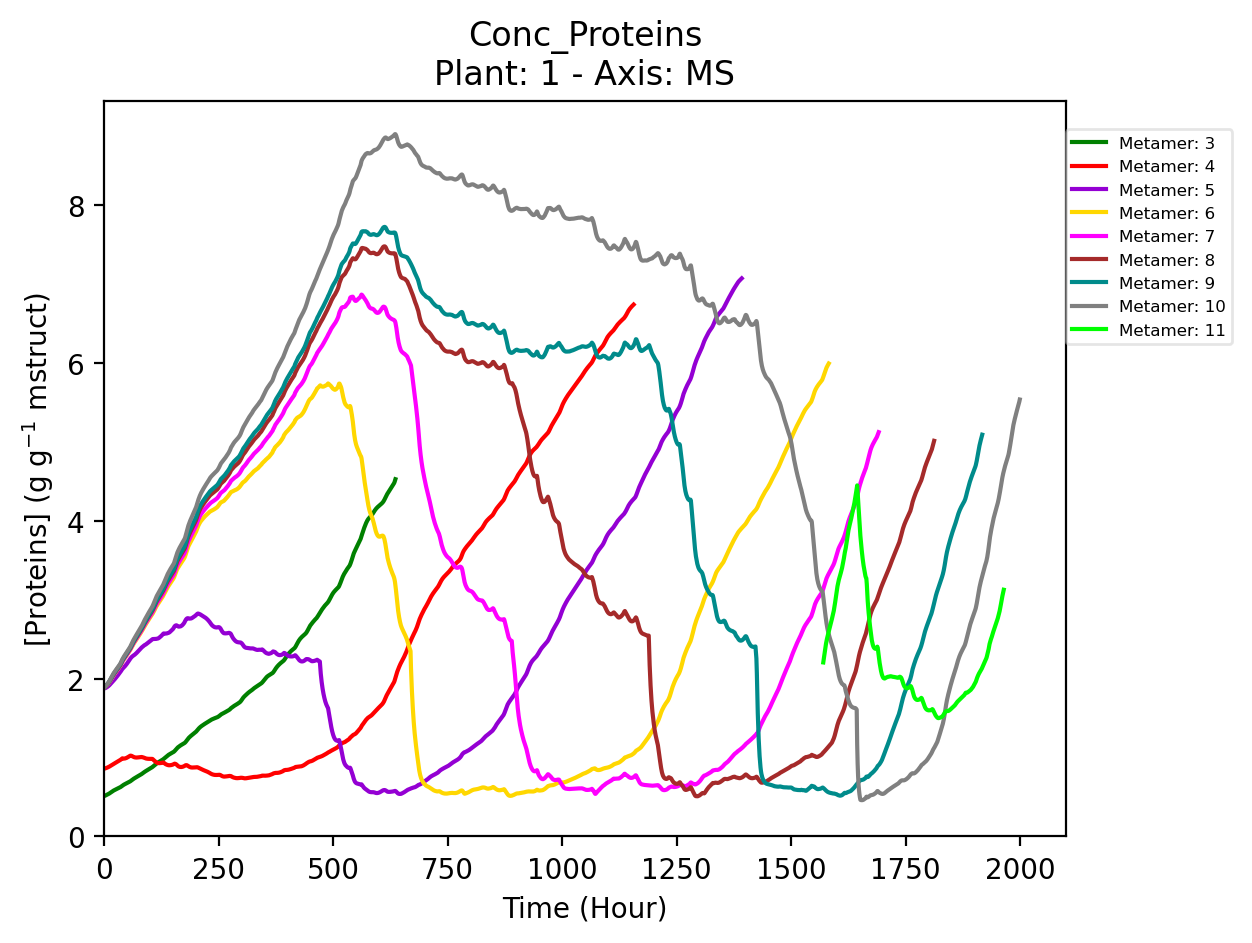 Conc_Proteins
Plant: 1 - Axis: MS
[Proteins] (g g⁻¹ mstruct)
8
6
4
2
0
0 250 500 750 1000 1250 1500 1750 2000
Time (Hour)
Metamer: 3
Metamer: 4
Metamer: 5
Metamer: 6
Metamer: 7
Metamer: 8
Metamer: 9
Metamer: 10
Metamer: 11